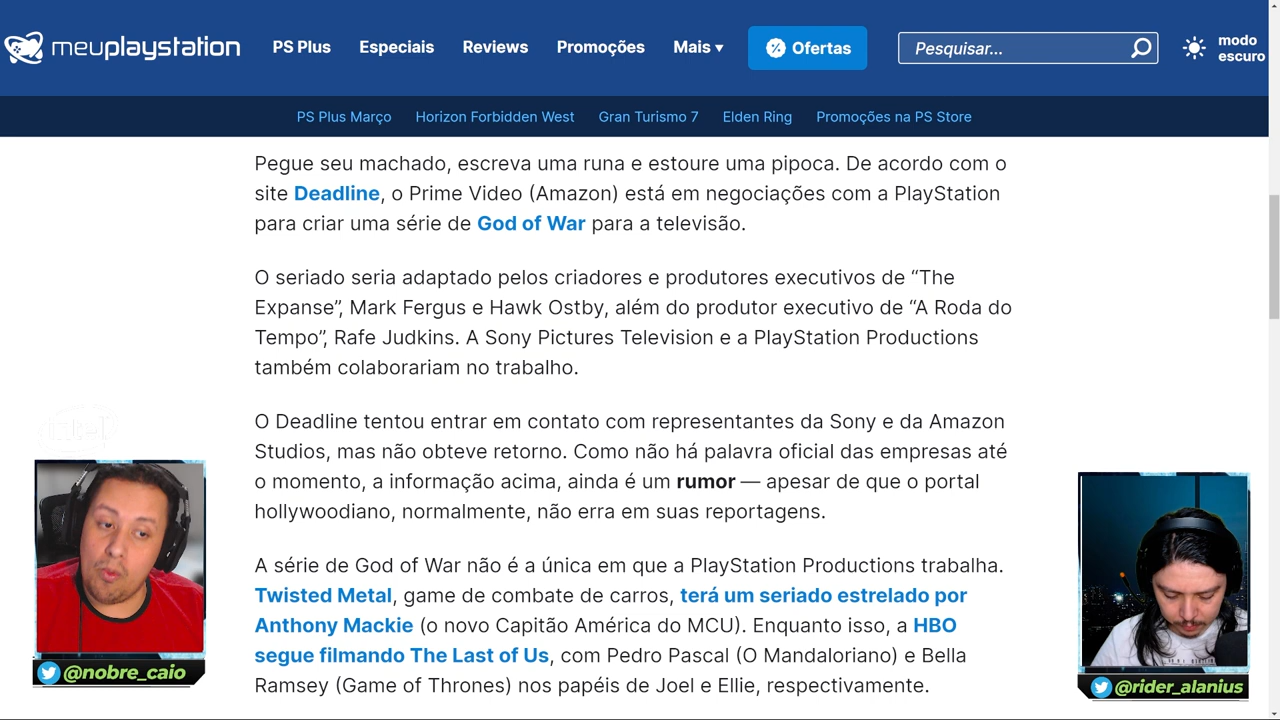 meuplaystation
PS Plus Especiais Reviews Promoções Mais ▾ Ofertas Pesquisar... modo escuro
PS Plus Março Horizon Forbidden West Gran Turismo 7 Elden Ring Promoções na PS Store
Pegue seu machado, escreva uma runa e estoure uma pipoca. De acordo com o
site Deadline, o Prime Video (Amazon) está em negociações com a PlayStation
para criar uma série de God of War para a televisão.
O seriado seria adaptado pelos criadores e produtores executivos de “The
Expanse”, Mark Fergus e Hawk Ostby, além do produtor executivo de “A Roda do
Tempo”, Rafe Judkins. A Sony Pictures Television e a PlayStation Productions
também colaborariam no trabalho.
O Deadline tentou entrar em contato com representantes da Sony e da Amazon
Studios, mas não obteve retorno. Como não há palavra oficial das empresas até
o momento, a informação acima, ainda é um rumor — apesar de que o portal
hollywoodiano, normalmente, não erra em suas reportagens.
A série de God of War não é a única em que a PlayStation Productions trabalha.
Twisted Metal, game de combate de carros, terá um seriado estrelado por
Anthony Mackie (o novo Capitão América do MCU). Enquanto isso, a HBO
segue filmando The Last of Us, com Pedro Pascal (O Mandaloriano) e Bella
Ramsey (Game of Thrones) nos papéis de Joel e Ellie, respectivamente.
@nobre_caio
@rider_alanius